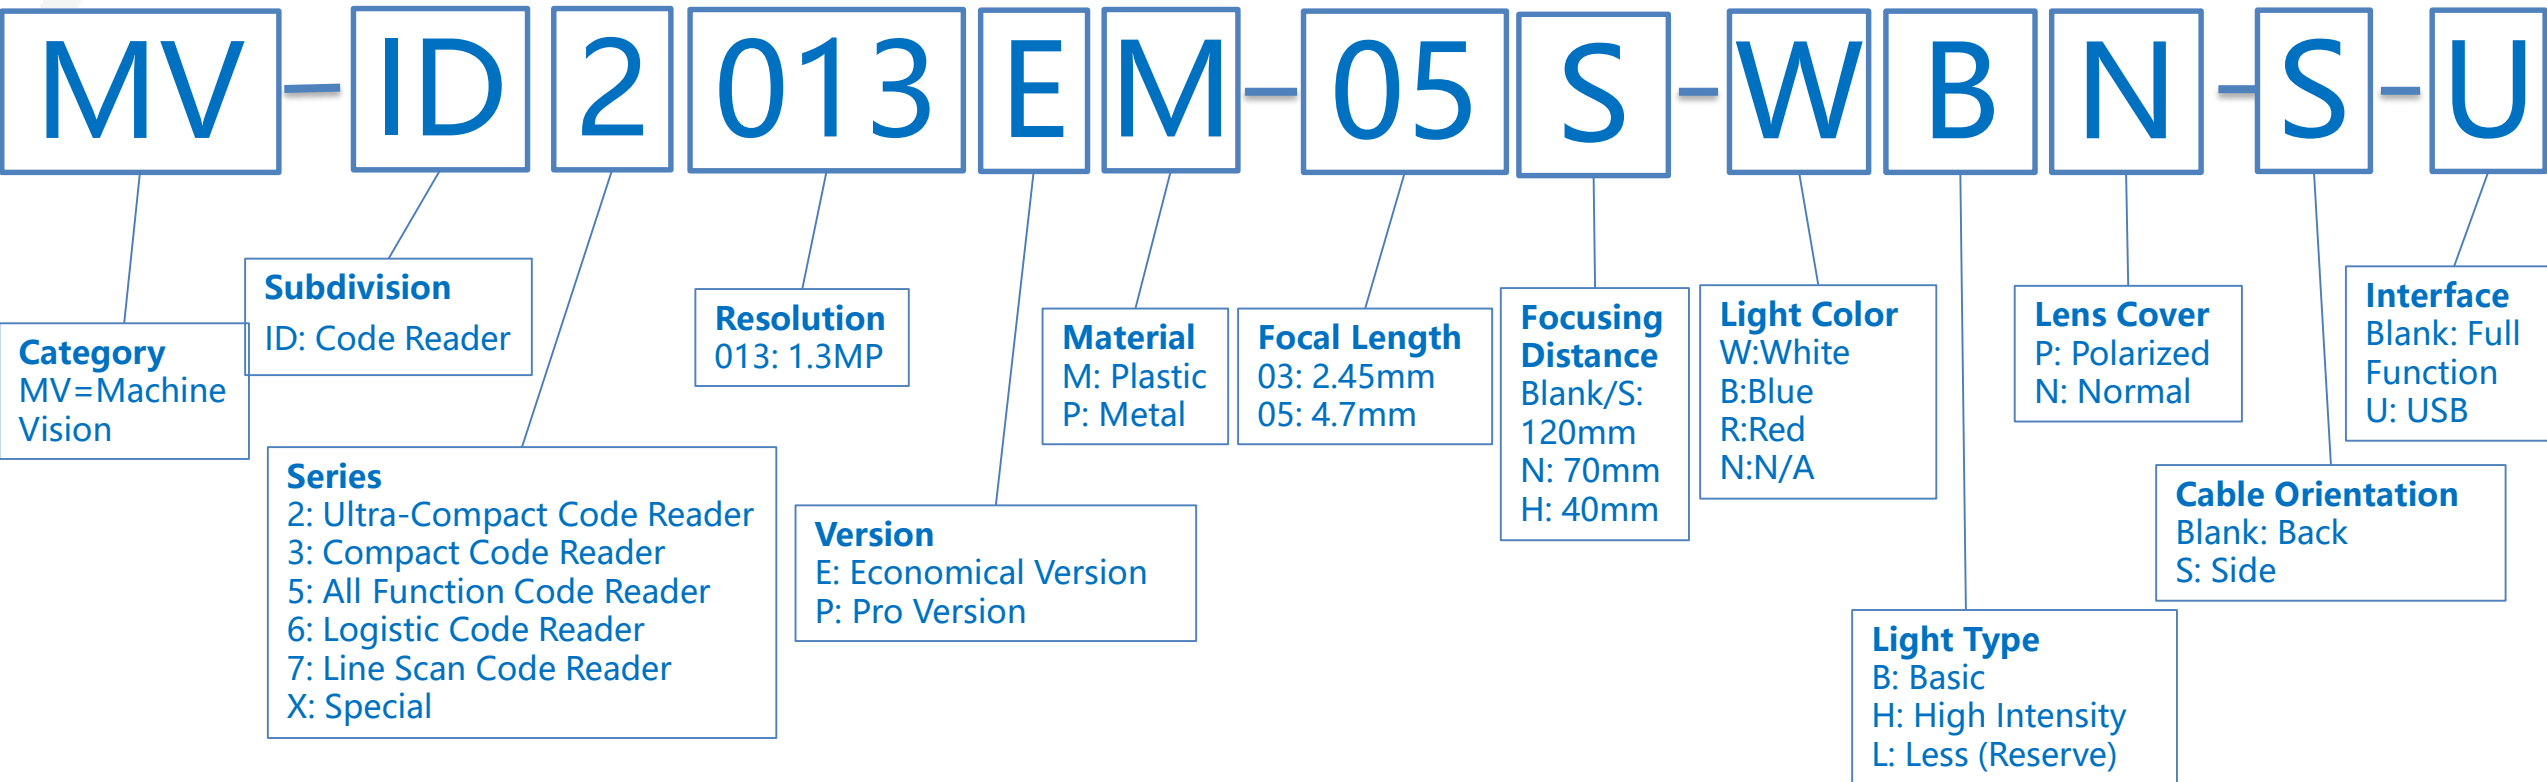 MV-ID2013EM-05S-WBN-S-U
Category
MV=Machine
Vision
Subdivision
ID: Code Reader
Series
2: Ultra-Compact Code Reader
3: Compact Code Reader
5: All Function Code Reader
6: Logistic Code Reader
7: Line Scan Code Reader
X: Special
Resolution
013: 1.3MP
Version
E: Economical Version
P: Pro Version
Material
M: Plastic
P: Metal
Focal Length
03: 2.45mm
05: 4.7mm
Focusing
Distance
Blank/S:
120mm
N: 70mm
H: 40mm
Light Color
W:White
B:Blue
R:Red
N:N/A
Light Type
B: Basic
H: High Intensity
L: Less (Reserve)
Lens Cover
P: Polarized
N: Normal
Cable Orientation
Blank: Back
S: Side
Interface
Blank: Full
Function
U: USB